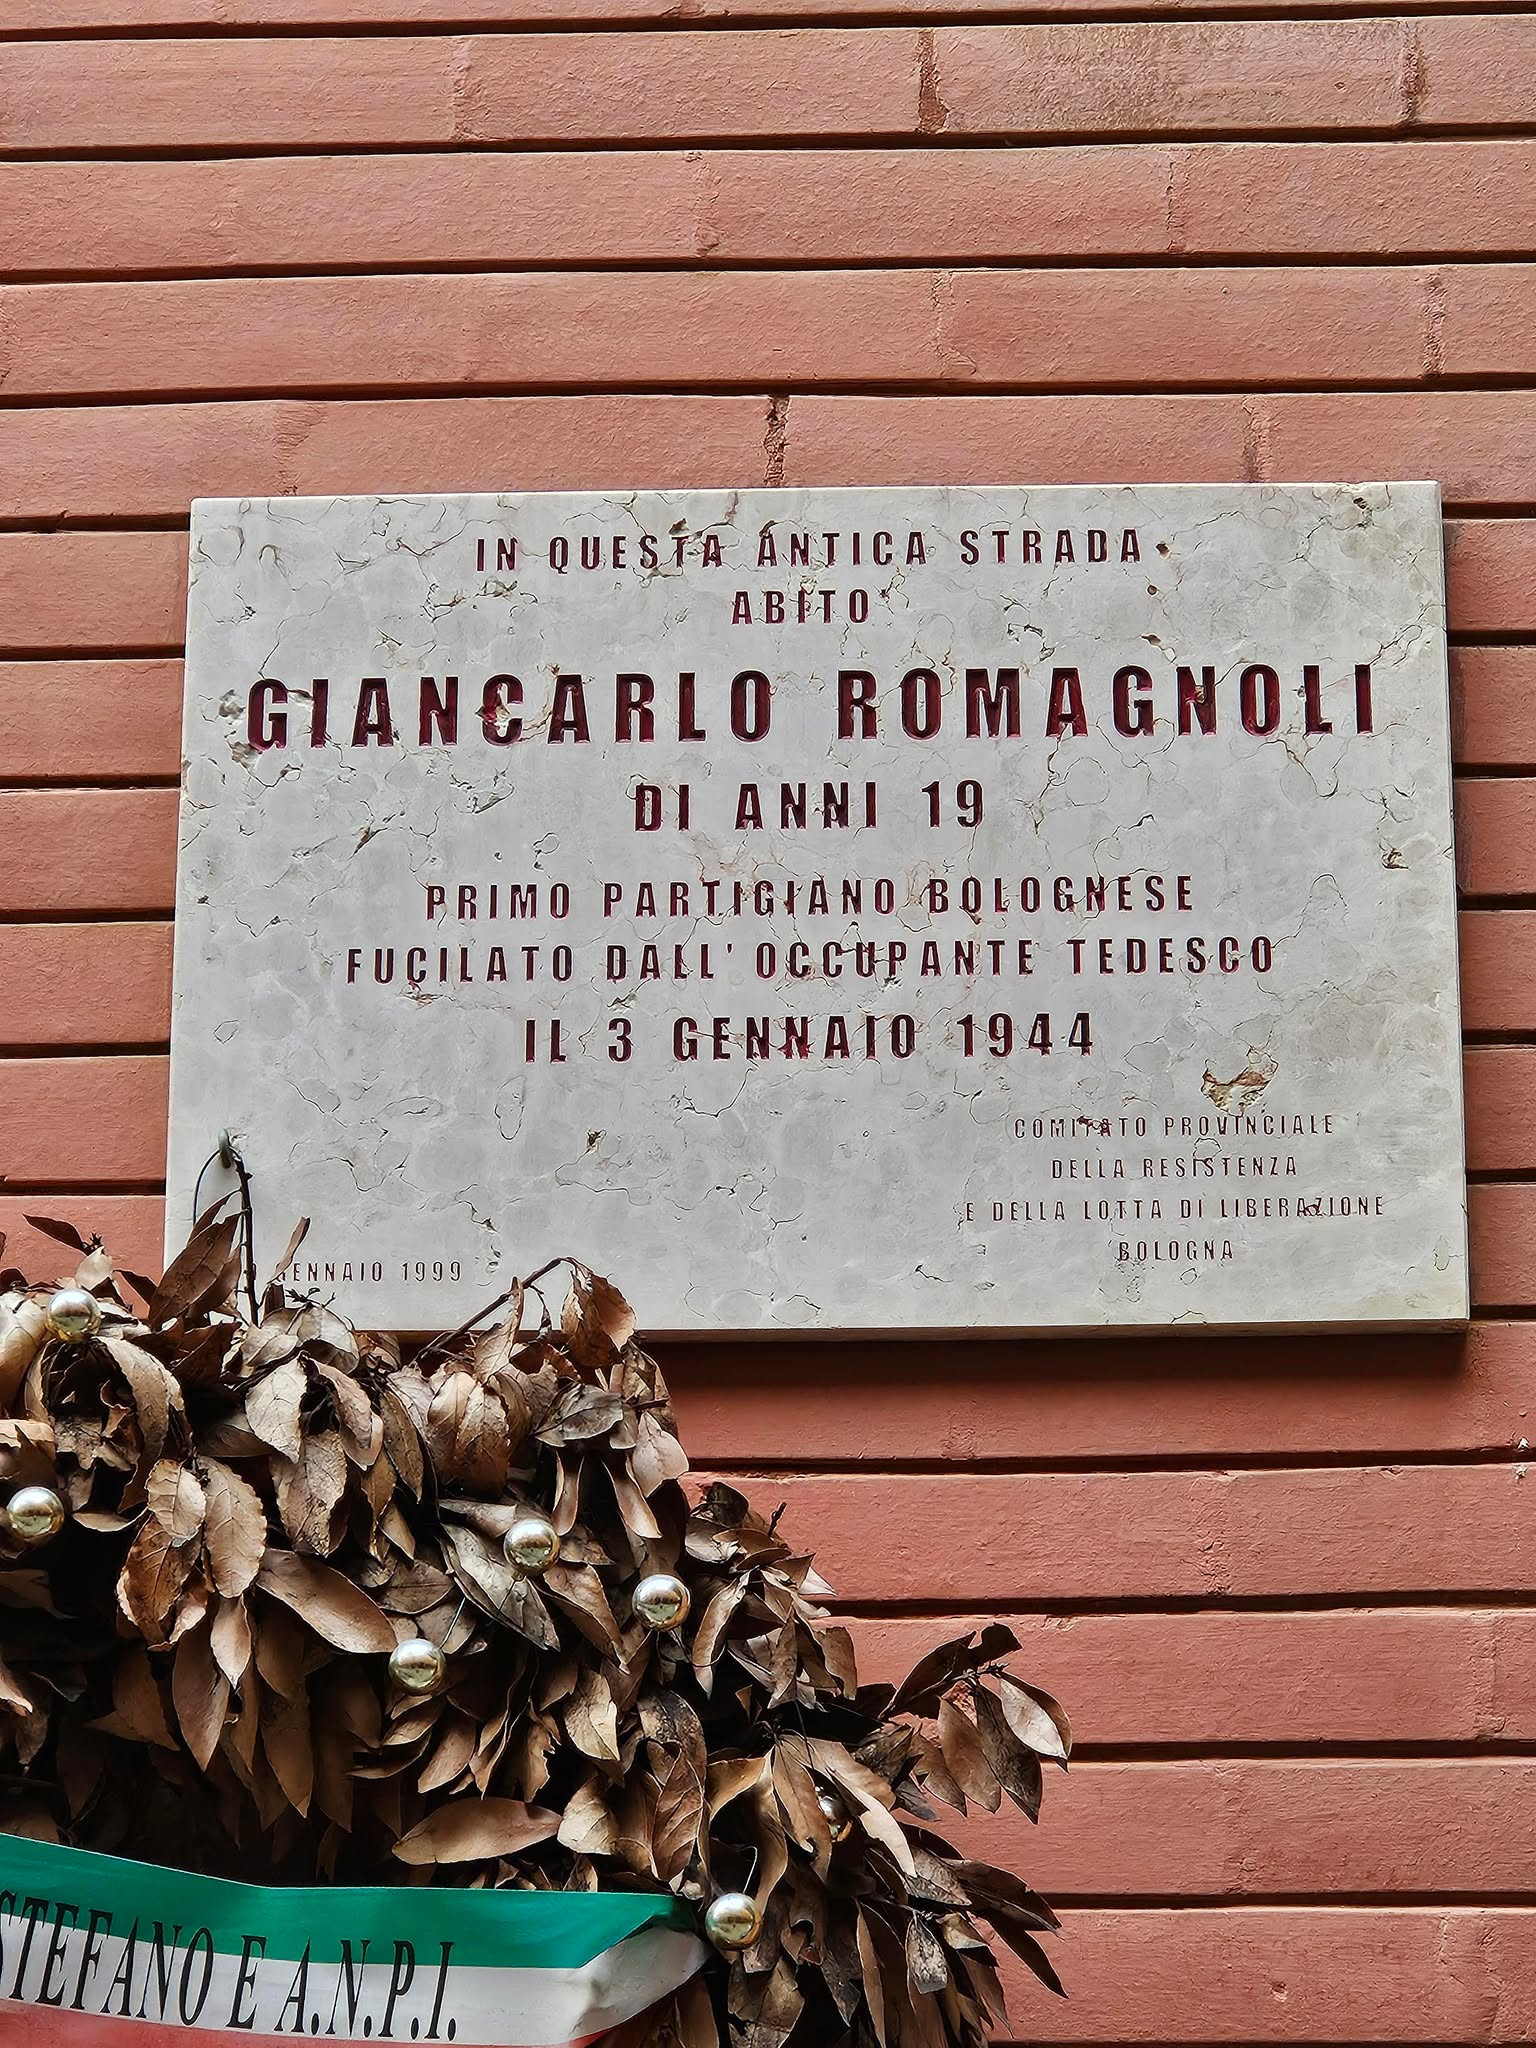 IN QUESTA ANTICA STRADA
ABITO
GIANCARLO ROMAGNOLI
DI ANNI 19
PRIMO PARTIGIANO BOLOGNESE
FUCILATO DALL' OCCUPANTE TEDESCO
IL 3 GENNAIO 1944
COMITATO PROVINCIALE
DELLA RESISTENZA
E DELLA LOTTA DI LIBERAZIONE
BOLOGNA
GENNAIO 1999
STEFANO E A.N.P.I.